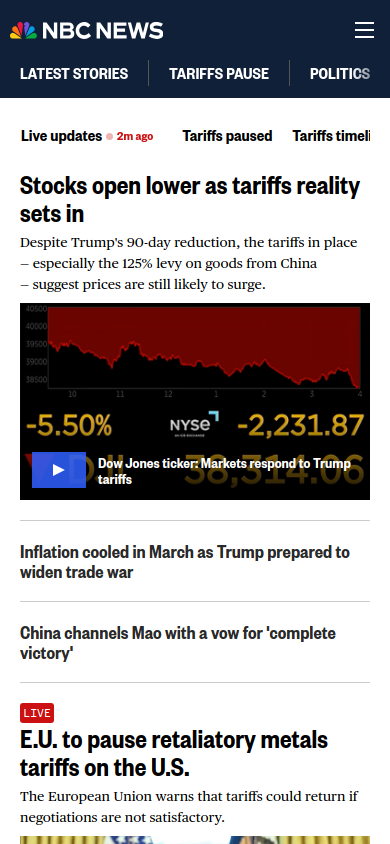 NBC NEWS
LATEST STORIES TARIFFS PAUSE POLITICS
Live updates 2m ago Tariffs paused Tariffs timeli
Stocks open lower as tariffs reality
sets in
Despite Trump's 90-day reduction, the tariffs in place
– especially the 125% levy on goods from China
– suggest prices are still likely to surge.
40500
40000
39500
39000
38500
10 11 12 1 2 3 4
-5.50% NYSE -2,231.87
38,314.06
Dow Jones ticker: Markets respond to Trump
tariffs
Inflation cooled in March as Trump prepared to
widen trade war
China channels Mao with a vow for 'complete
victory'
LIVE
E.U. to pause retaliatory metals
tariffs on the U.S.
The European Union warns that tariffs could return if
negotiations are not satisfactory.